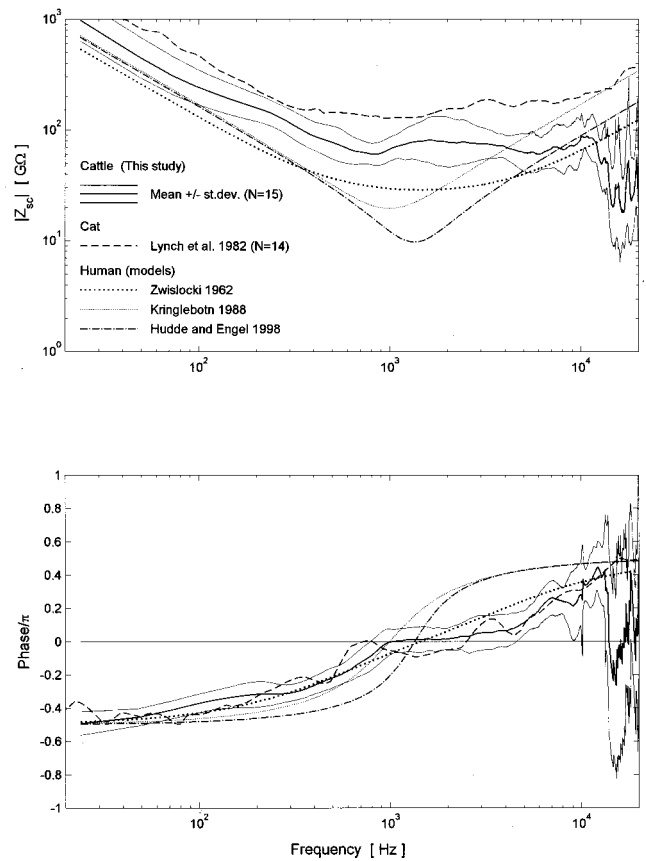 10³
10²
10¹
10⁰
|Z_sc| [ GΩ ]
Cattle (This study)
Mean +/- st.dev. (N=15)
Cat
Lynch et al. 1982 (N=14)
Human (models)
Zwislocki 1962
Kringlebotn 1988
Hudde and Engel 1998
10² 10³ 10⁴
1
0.8
0.6
0.4
0.2
0
-0.2
-0.4
-0.6
-0.8
-1
Phase/π
10² 10³ 10⁴
Frequency [ Hz ]